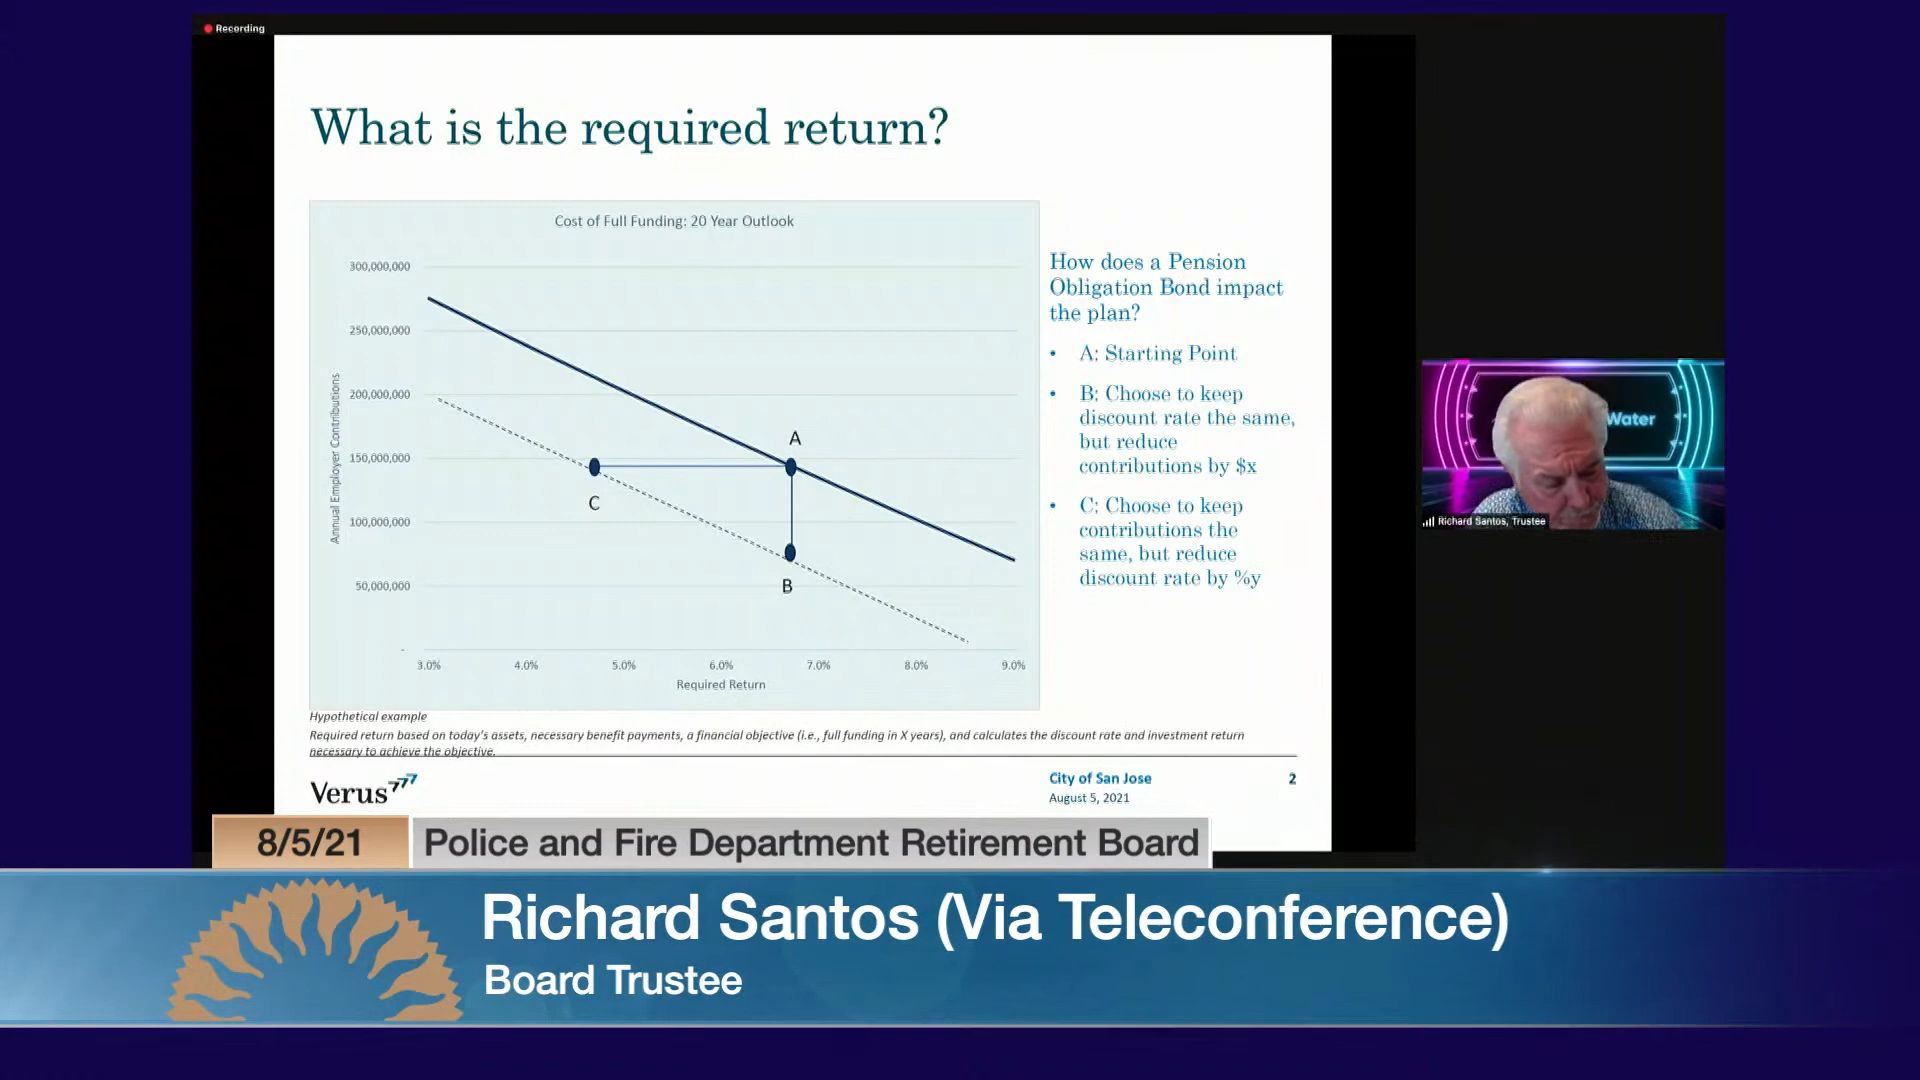 Recording
What is the required return?
Cost of Full Funding: 20 Year Outlook
300,000,000
250,000,000
200,000,000
150,000,000
100,000,000
50,000,000
-
Annual Employer Contributions
A
B
C
3.0% 4.0% 5.0% 6.0% 7.0% 8.0% 9.0%
Required Return
How does a Pension
Obligation Bond impact
the plan?
• A: Starting Point
• B: Choose to keep
discount rate the same,
but reduce
contributions by $x
• C: Choose to keep
contributions the
same, but reduce
discount rate by %y
Hypothetical example
Required return based on today's assets, necessary benefit payments, a financial objective (i.e., full funding in X years), and calculates the discount rate and investment return
necessary to achieve the objective.
Verus777
City of San Jose
August 5, 2021
2
Water
Richard Santos, Trustee
8/5/21
Police and Fire Department Retirement Board
Richard Santos (Via Teleconference)
Board Trustee